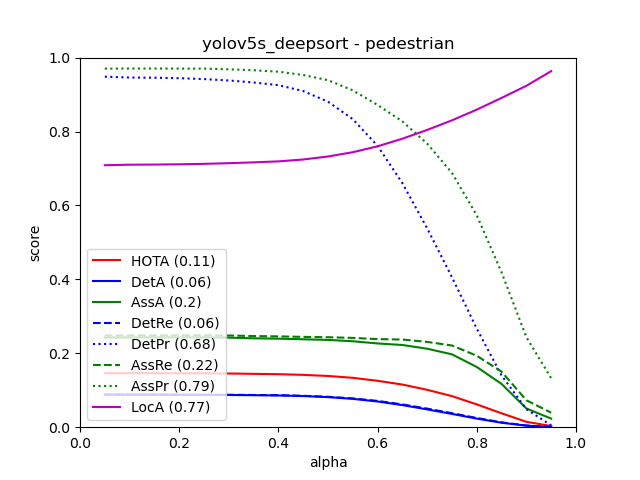 yolov5s_deepsort - pedestrian
1.0
0.8
0.6
0.4
0.2
0.0
score
HOTA (0.11)
DetA (0.06)
AssA (0.2)
DetRe (0.06)
DetPr (0.68)
AssRe (0.22)
AssPr (0.79)
LocA (0.77)
0.0 0.2 0.4 0.6 0.8 1.0
alpha